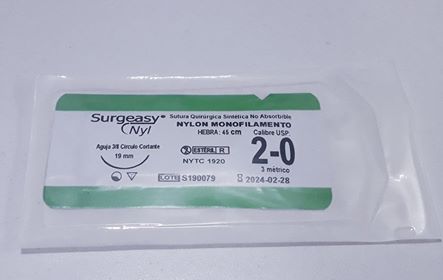 Surgeasy®
Nyl
Aguja 3/8 Círculo Cortante
19 mm
Sutura Quirúrgica Sintética No Absorbible
NYLON MONOFILAMENTO
HEBRA: 45 cm
Calibre USP:
2-0
3 métrico
ESTÉRIL R
NYTC 1920
LOTE S190079
2024-02-28